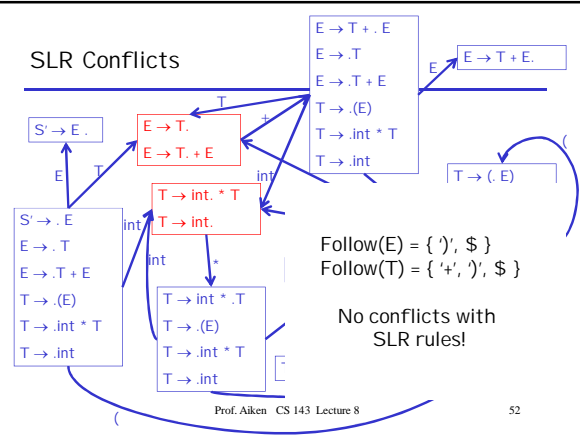 SLR Conflicts
E → T + . E
E → .T
E → .T + E
T → .(E)
T → .int * T
T → .int
E
E → T + E.
T
+
int
S’ → E .
E → T.
E → T. + E
E
T
(
T → (. E)
T → int. * T
T → int.
S’ → . E
E → . T
E → .T + E
T → .(E)
T → .int * T
T → .int
int
int
*
T → int * .T
T → .(E)
T → .int * T
T → .int
Follow(E) = { ‘)’, $ }
Follow(T) = { ‘+’, ‘)’, $ }
No conflicts with
SLR rules!
(
Prof. Aiken CS 143 Lecture 8
52